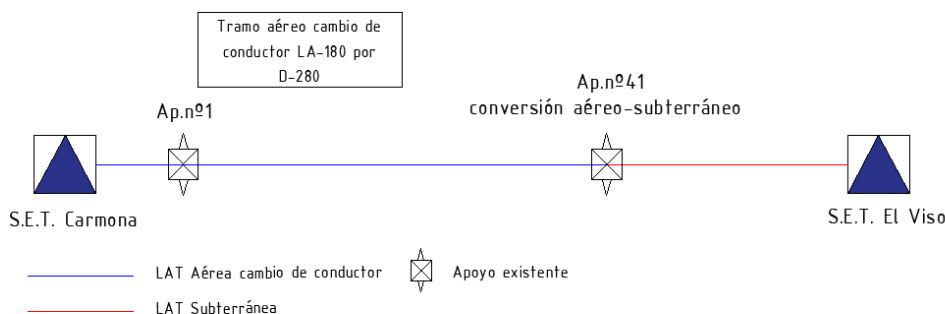 Tramo aéreo cambio de
conductor LA-180 por
D-280
Ap.nº1
Ap.nº41
conversión aéreo-subterráneo
S.E.T. Carmona
S.E.T. El Viso
LAT Aérea cambio de conductor
Apoyo existente
LAT Subterránea